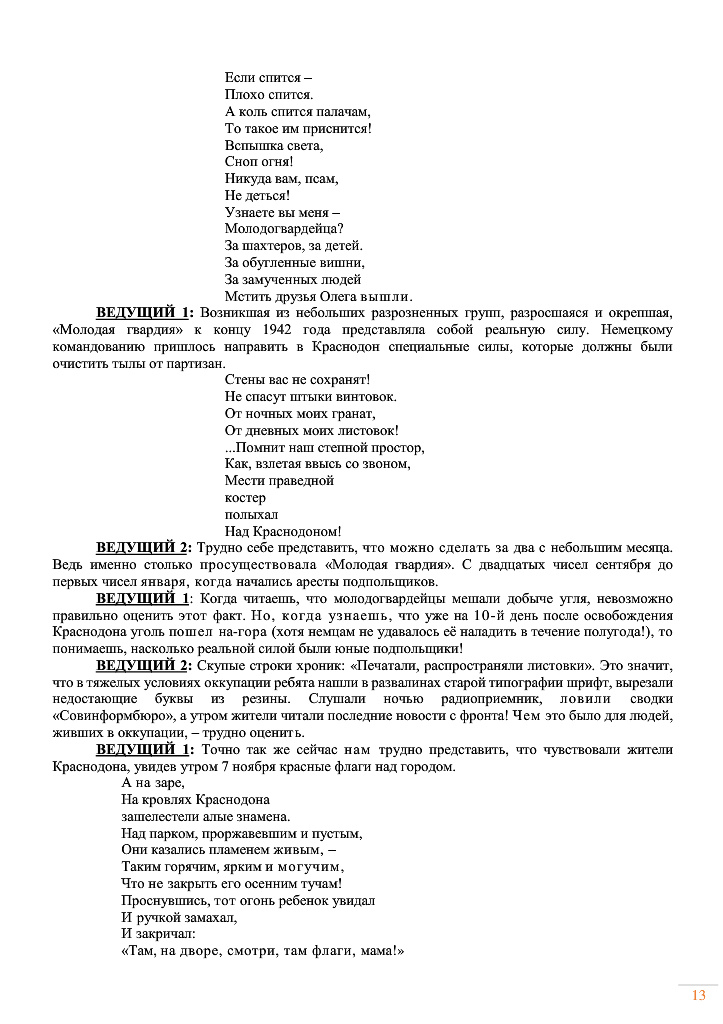 Если спится –
Плохо спится.
А коль спится палачам,
То такое им приснится!
Вспышка света,
Сноп огня!
Никуда вам, псам,
Не деться!
Узнаете вы меня –
Молодогвардейца?
За шахтеров, за детей.
За обугленные вишни,
За замученных людей
Мстить друзья Олега вышли.
ВЕДУЩИЙ 1: Возникшая из небольших разрозненных групп, разросшаяся и окрепшая,
«Молодая гвардия» к концу 1942 года представляла собой реальную силу. Немецкому
командованию пришлось направить в Краснодон специальные силы, которые должны были
очистить тылы от партизан.
Стены вас не сохранят!
Не спасут штыки винтовок.
От ночных моих гранат,
От дневных моих листовок!
...Помнит наш степной простор,
Как, взлетая ввысь со звоном,
Мести праведной
костер
полыхал
Над Краснодоном!
ВЕДУЩИЙ 2: Трудно себе представить, что можно сделать за два с небольшим месяца.
Ведь именно столько просуществовала «Молодая гвардия». С двадцатых чисел сентября до
первых чисел января, когда начались аресты подпольщиков.
ВЕДУЩИЙ 1: Когда читаешь, что молодогвардейцы мешали добыче угля, невозможно
правильно оценить этот факт. Но, когда узнаешь, что уже на 10-й день после освобождения
Краснодона уголь пошел на-гора (хотя немцам не удавалось её наладить в течение полугода!), то
понимаешь, насколько реальной силой были юные подпольщики!
ВЕДУЩИЙ 2: Скупые строки хроник: «Печатали, распространяли листовки». Это значит,
что в тяжелых условиях оккупации ребята нашли в развалинах старой типографии шрифт, вырезали
недостающие буквы из резины. Слушали ночью радиоприемник, ловили сводки
«Совинформбюро», а утром жители читали последние новости с фронта! Чем это было для людей,
живших в оккупации, – трудно оценить.
ВЕДУЩИЙ 1: Точно так же сейчас нам трудно представить, что чувствовали жители
Краснодона, увидев утром 7 ноября красные флаги над городом.
А на заре,
На кровлях Краснодона
зашелестели алые знамена.
Над парком, проржавевшим и пустым,
Они казались пламенем живым, –
Таким горячим, ярким и могучим,
Что не закрыть его осенним тучам!
Проснувшись, тот огонь ребенок увидал
И ручкой замахал,
И закричал:
«Там, на дворе, смотри, там флаги, мама!»
13